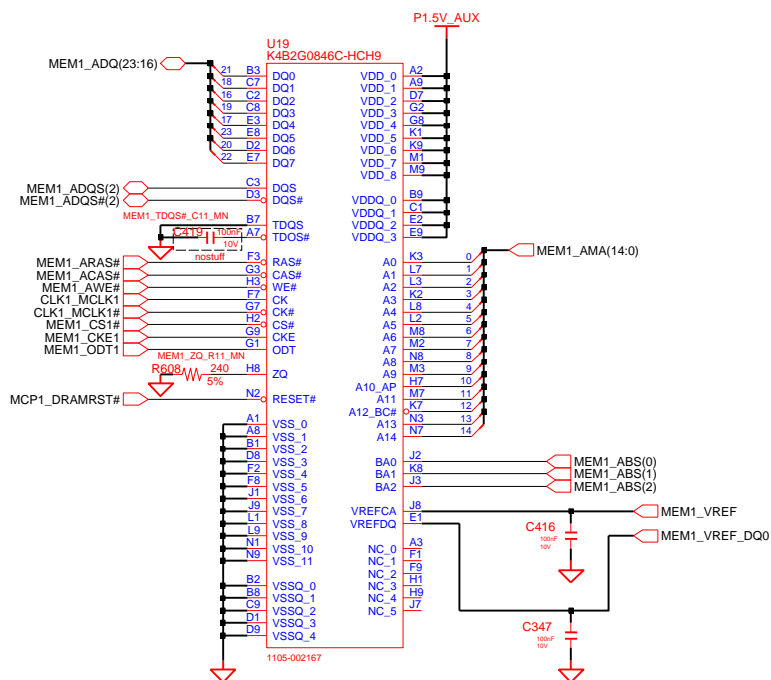 P1.5V_AUX
U19
K4B2G0846C-HCH9
MEM1_ADQ(23:16)
21 B3 DQ0 VDD_0 A2
18 C7 DQ1 VDD_1 A9
16 C2 DQ2 VDD_2 D7
19 C8 DQ3 VDD_3 G2
17 E3 DQ4 VDD_4 G8
23 E8 DQ5 VDD_5 K1
20 D2 DQ6 VDD_6 K9
22 E7 DQ7 VDD_7 M1
VDD_8 M9
MEM1_ADQS(2) C3 DQS VDDQ_0 B9
MEM1_ADQS#(2) D3 DQS# VDDQ_1 C1
MEM1_TDQS#_C11_MN
B7 TDQS VDDQ_2 E2
C419 100nF A7 TDOS# VDDQ_3 E9
10V
nostuff
MEM1_AMA(14:0)
MEM1_ARAS# F3 RAS# A0 K3 0
MEM1_ACAS# G3 CAS# A1 L7 1
MEM1_AWE# H3 WE# A2 L3 2
CLK1_MCLK1 F7 CK A3 K2 3
CLK1_MCLK1# G7 CK# A4 L8 4
MEM1_CS1# H2 CS# A5 L2 5
MEM1_CKE1 G9 CKE A6 M8 6
MEM1_ODT1 G1 ODT A7 M2 7
MEM1_ZQ_R11_MN
A8 N8 8
R608 240 H8 ZQ A9 M3 9
5%
A10_AP H7 10
MCP1_DRAMRST# N2 RESET# A11 M7 11
A12_BC# K7 12
A1 VSS_0 A13 N3 13
A8 VSS_1 A14 N7 14
B1 VSS_2
D8 VSS_3 BA0 J2 MEM1_ABS(0)
F2 VSS_4 BA1 K8 MEM1_ABS(1)
F8 VSS_5 BA2 J3 MEM1_ABS(2)
J1 VSS_6
J9 VSS_7 VREFCA J8 MEM1_VREF
L1 VSS_8 VREFDQ E1
L9 VSS_9 C416
100nF
10V
MEM1_VREF_DQ0
N1 VSS_10 NC_0 A3
N9 VSS_11 NC_1 F1
NC_2 F9
B2 VSSQ_0 NC_3 H1
B8 VSSQ_1 NC_4 H9
C9 VSSQ_2 NC_5 J7
D1 VSSQ_3
D9 VSSQ_4
C347
100nF
10V
1105-002167